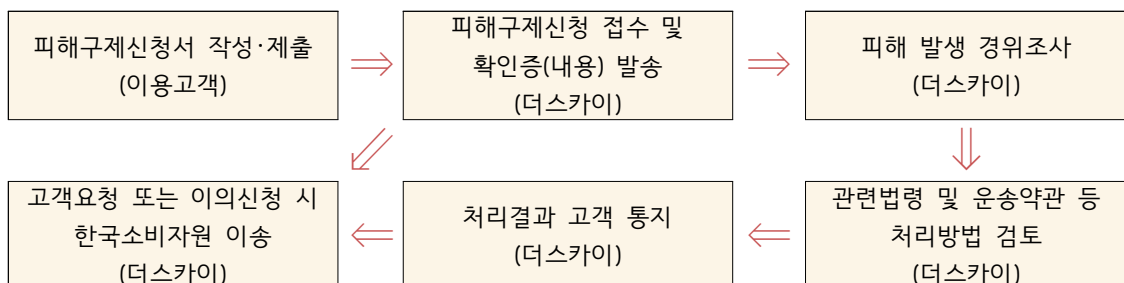 피해구제신청서 작성·제출
(이용고객)
피해구제신청 접수 및
확인증(내용) 발송
(더스카이)
피해 발생 경위조사
(더스카이)
관련법령 및 운송약관 등
처리방법 검토
(더스카이)
처리결과 고객 통지
(더스카이)
고객요청 또는 이의신청 시
한국소비자원 이송
(더스카이)